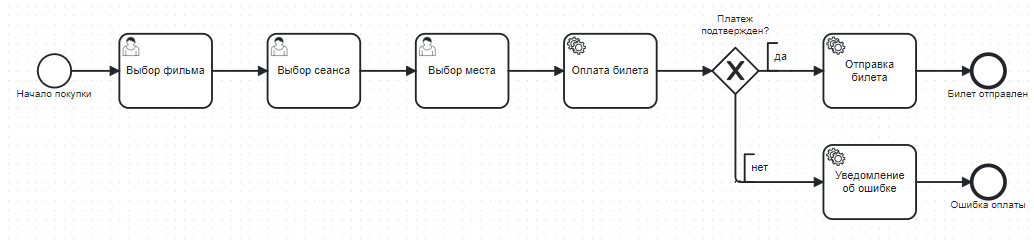 Платеж
подтвержден?
Начало покупки
Выбор фильма
Выбор сеанса
Выбор места
Оплата билета
да
Отправка
билета
Билет отправлен
нет
Уведомление
об ошибке
Ошибка оплаты